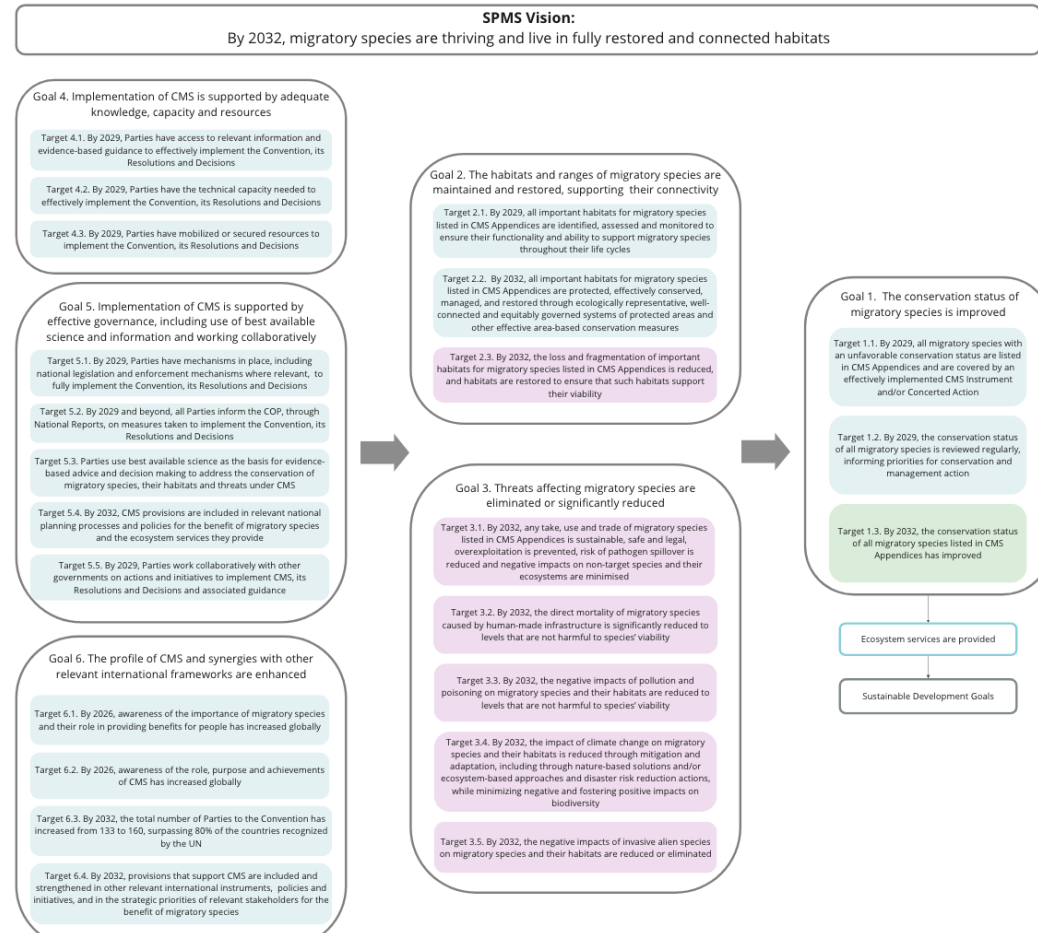 SPMS Vision:
By 2032, migratory species are thriving and live in fully restored and connected habitats
Goal 4. Implementation of CMS is supported by adequate
knowledge, capacity and resources
Target 4.1. By 2029, Parties have access to relevant information and
evidence-based guidance to effectively implement the Convention, its
Resolutions and Decisions
Target 4.2. By 2029, Parties have the technical capacity needed to
effectively implement the Convention, its Resolutions and Decisions
Target 4.3. By 2029, Parties have mobilized or secured resources to
implement the Convention, its Resolutions and Decisions
Goal 5. Implementation of CMS is supported by
effective governance, including use of best available
science and information and working collaboratively
Target 5.1. By 2029, Parties have mechanisms in place, including
national legislation and enforcement mechanisms where relevant, to
fully implement the Convention, its Resolutions and Decisions
Target 5.2. By 2029 and beyond, all Parties inform the COP, through
National Reports, on measures taken to implement the Convention, its
Resolutions and Decisions
Target 5.3. Parties use best available science as the basis for evidence-
based advice and decision making to address the conservation of
migratory species, their habitats and threats under CMS
Target 5.4. By 2032, CMS provisions are included in relevant national
planning processes and policies for the benefit of migratory species
and the ecosystem services they provide
Target 5.5. By 2029, Parties work collaboratively with other
governments on actions and initiatives to implement CMS, its
Resolutions and Decisions and associated guidance
Goal 6. The profile of CMS and synergies with other
relevant international frameworks are enhanced
Target 6.1. By 2026, awareness of the importance of migratory species
and their role in providing benefits for people has increased globally
Target 6.2. By 2026, awareness of the role, purpose and achievements
of CMS has increased globally
Target 6.3. By 2032, the total number of Parties to the Convention has
increased from 133 to 160, surpassing 80% of the countries recognized
by the UN
Target 6.4. By 2032, provisions that support CMS are included and
strengthened in other relevant international instruments, policies and
initiatives, and in the strategic priorities of relevant stakeholders for the
benefit of migratory species
Goal 2. The habitats and ranges of migratory species are
maintained and restored, supporting their connectivity
Target 2.1. By 2029, all important habitats for migratory species
listed in CMS Appendices are identified, assessed and monitored to
ensure their functionality and ability to support migratory species
throughout their life cycles
Target 2.2. By 2032, all important habitats for migratory species
listed in CMS Appendices are protected, effectively conserved,
managed, and restored through ecologically representative, well-
connected and equitably governed systems of protected areas and
other effective area-based conservation measures
Target 2.3. By 2032, the loss and fragmentation of important
habitats for migratory species listed in CMS Appendices is reduced,
and habitats are restored to ensure that such habitats support
their viability
Goal 3. Threats affecting migratory species are
eliminated or significantly reduced
Target 3.1. By 2032, any take, use and trade of migratory species
listed in CMS Appendices is sustainable, safe and legal,
overexploitation is prevented, risk of pathogen spillover is
reduced and negative impacts on non-target species and their
ecosystems are minimised
Target 3.2. By 2032, the direct mortality of migratory species
caused by human-made infrastructure is significantly reduced to
levels that are not harmful to species' viability
Target 3.3. By 2032, the negative impacts of pollution and
poisoning on migratory species and their habitats are reduced to
levels that are not harmful to species' viability
Target 3.4. By 2032, the impact of climate change on migratory
species and their habitats is reduced through mitigation and
adaptation, including through nature-based solutions and/or
ecosystem-based approaches and disaster risk reduction actions,
while minimizing negative and fostering positive impacts on
biodiversity
Target 3.5. By 2032, the negative impacts of invasive alien species
on migratory species and their habitats are reduced or eliminated
Goal 1. The conservation status of
migratory species is improved
Target 1.1. By 2029, all migratory species with
an unfavorable conservation status are listed
in CMS Appendices and are covered by an
effectively implemented CMS Instrument
and/or Concerted Action
Target 1.2. By 2029, the conservation status
of all migratory species is reviewed regularly,
informing priorities for conservation and
management action
Target 1.3. By 2032, the conservation status
of all migratory species listed in CMS
Appendices has improved
Ecosystem services are provided
Sustainable Development Goals